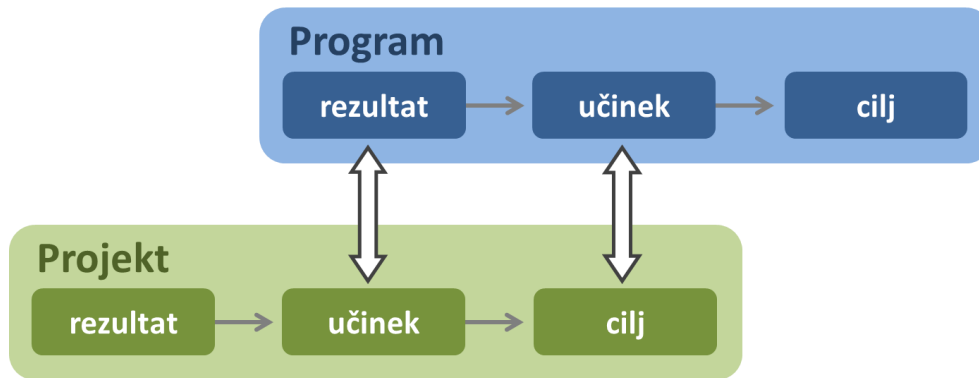 Program
rezultat
učinek
cilj
Projekt
rezultat
učinek
cilj